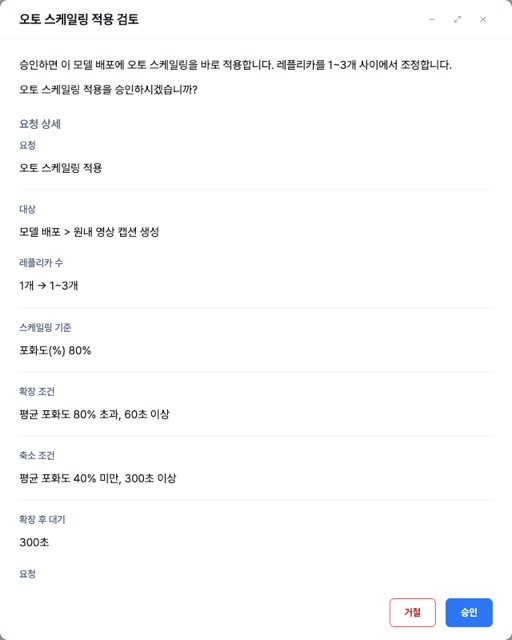 오토 스케일링 적용 검토
승인하면 이 모델 배포에 오토 스케일링을 바로 적용합니다. 레플리카를 1~3개 사이에서 조정합니다.
오토 스케일링 적용을 승인하시겠습니까?
요청 상세
요청
오토 스케일링 적용
대상
모델 배포 > 원내 영상 캡션 생성
레플리카 수
1개 → 1~3개
스케일링 기준
포화도(%) 80%
확장 조건
평균 포화도 80% 초과, 60초 이상
축소 조건
평균 포화도 40% 미만, 300초 이상
확장 후 대기
300초
요청
거절
승인